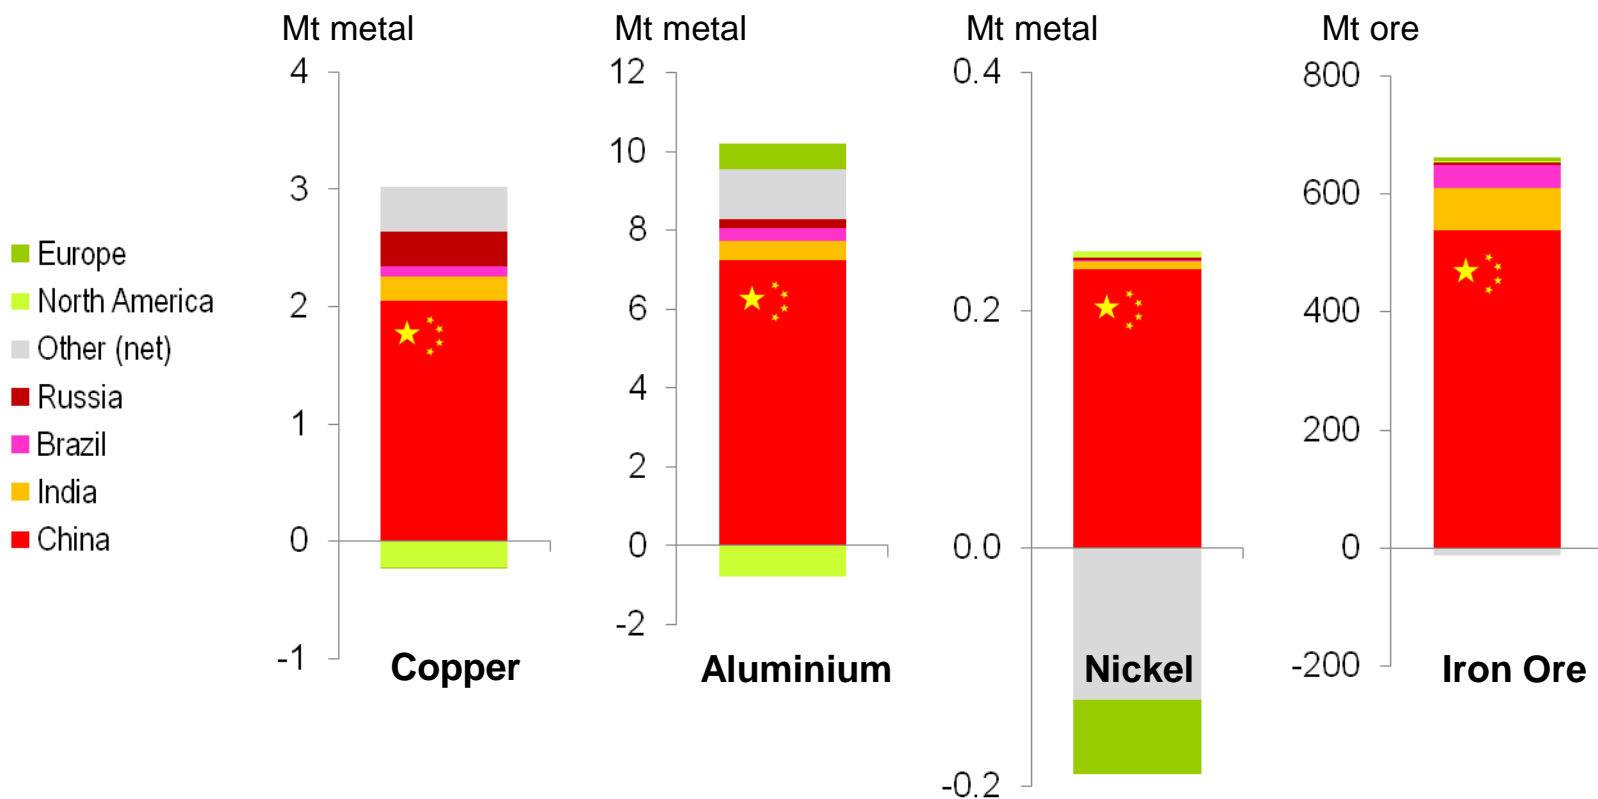 Mt metal
4
3
2
1
0
-1
Copper
Mt metal
12
10
8
6
4
2
0
-2
Aluminium
Mt metal
0.4
0.2
0.0
-0.2
Nickel
Mt ore
800
600
400
200
0
-200
Iron Ore
Europe
North America
Other (net)
Russia
Brazil
India
China